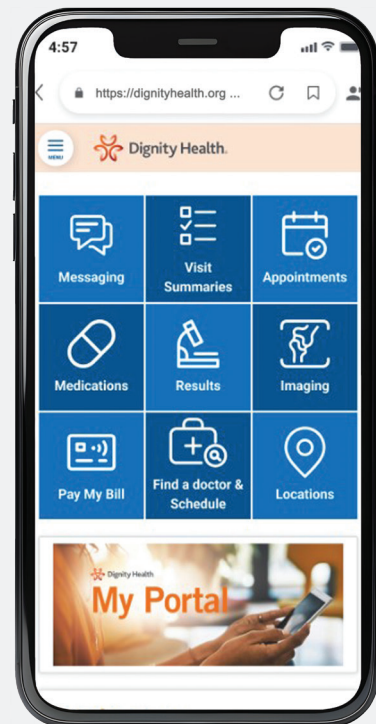 4:57
https://dignityhealth.org ...
MENU
Dignity Health.
Messaging
Visit
Summaries
Appointments
Medications
Results
Imaging
Pay My Bill
Find a doctor &
Schedule
Locations
Dignity Health
My Portal